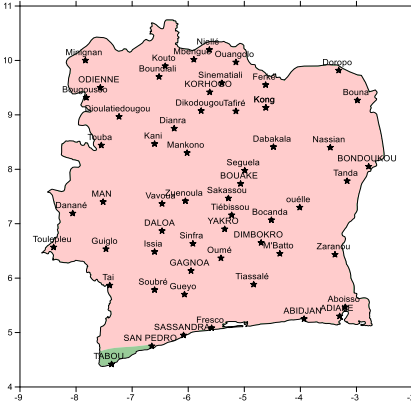 11
Niellé
Minignan
Mbengué
Ouangolo
10
Kouto
Doropo
Boundiali
Sinematiali
Ferké
ODIENNE
KORHOGO
Bougousso
Bouna
Dikodougou
Tafiré
Kong
9
Dioulatiedougou
Dianra
Touba
Kani
Dabakala
Nassian
Mankono
Seguela
BONDOUKOU
8
BOUAKE
Tanda
MAN
Vavoua
Zuenoula
Sakassou
Danané
Tiébissou
ouélle
7
DALOA
YAKRO
Bocanda
Toulepleu
Guiglo
Issia
Sinfra
DIMBOKRO
M'Batto
Zaranou
Oumé
GAGNOA
6
Tai
Soubré
Gueyo
Tiassalé
Aboisso
Fresco
ABIDJAN
ADIAKE
5
SASSANDRA
SAN PEDRO
TABOU
4
-9 -8 -7 -6 -5 -4 -3 -2